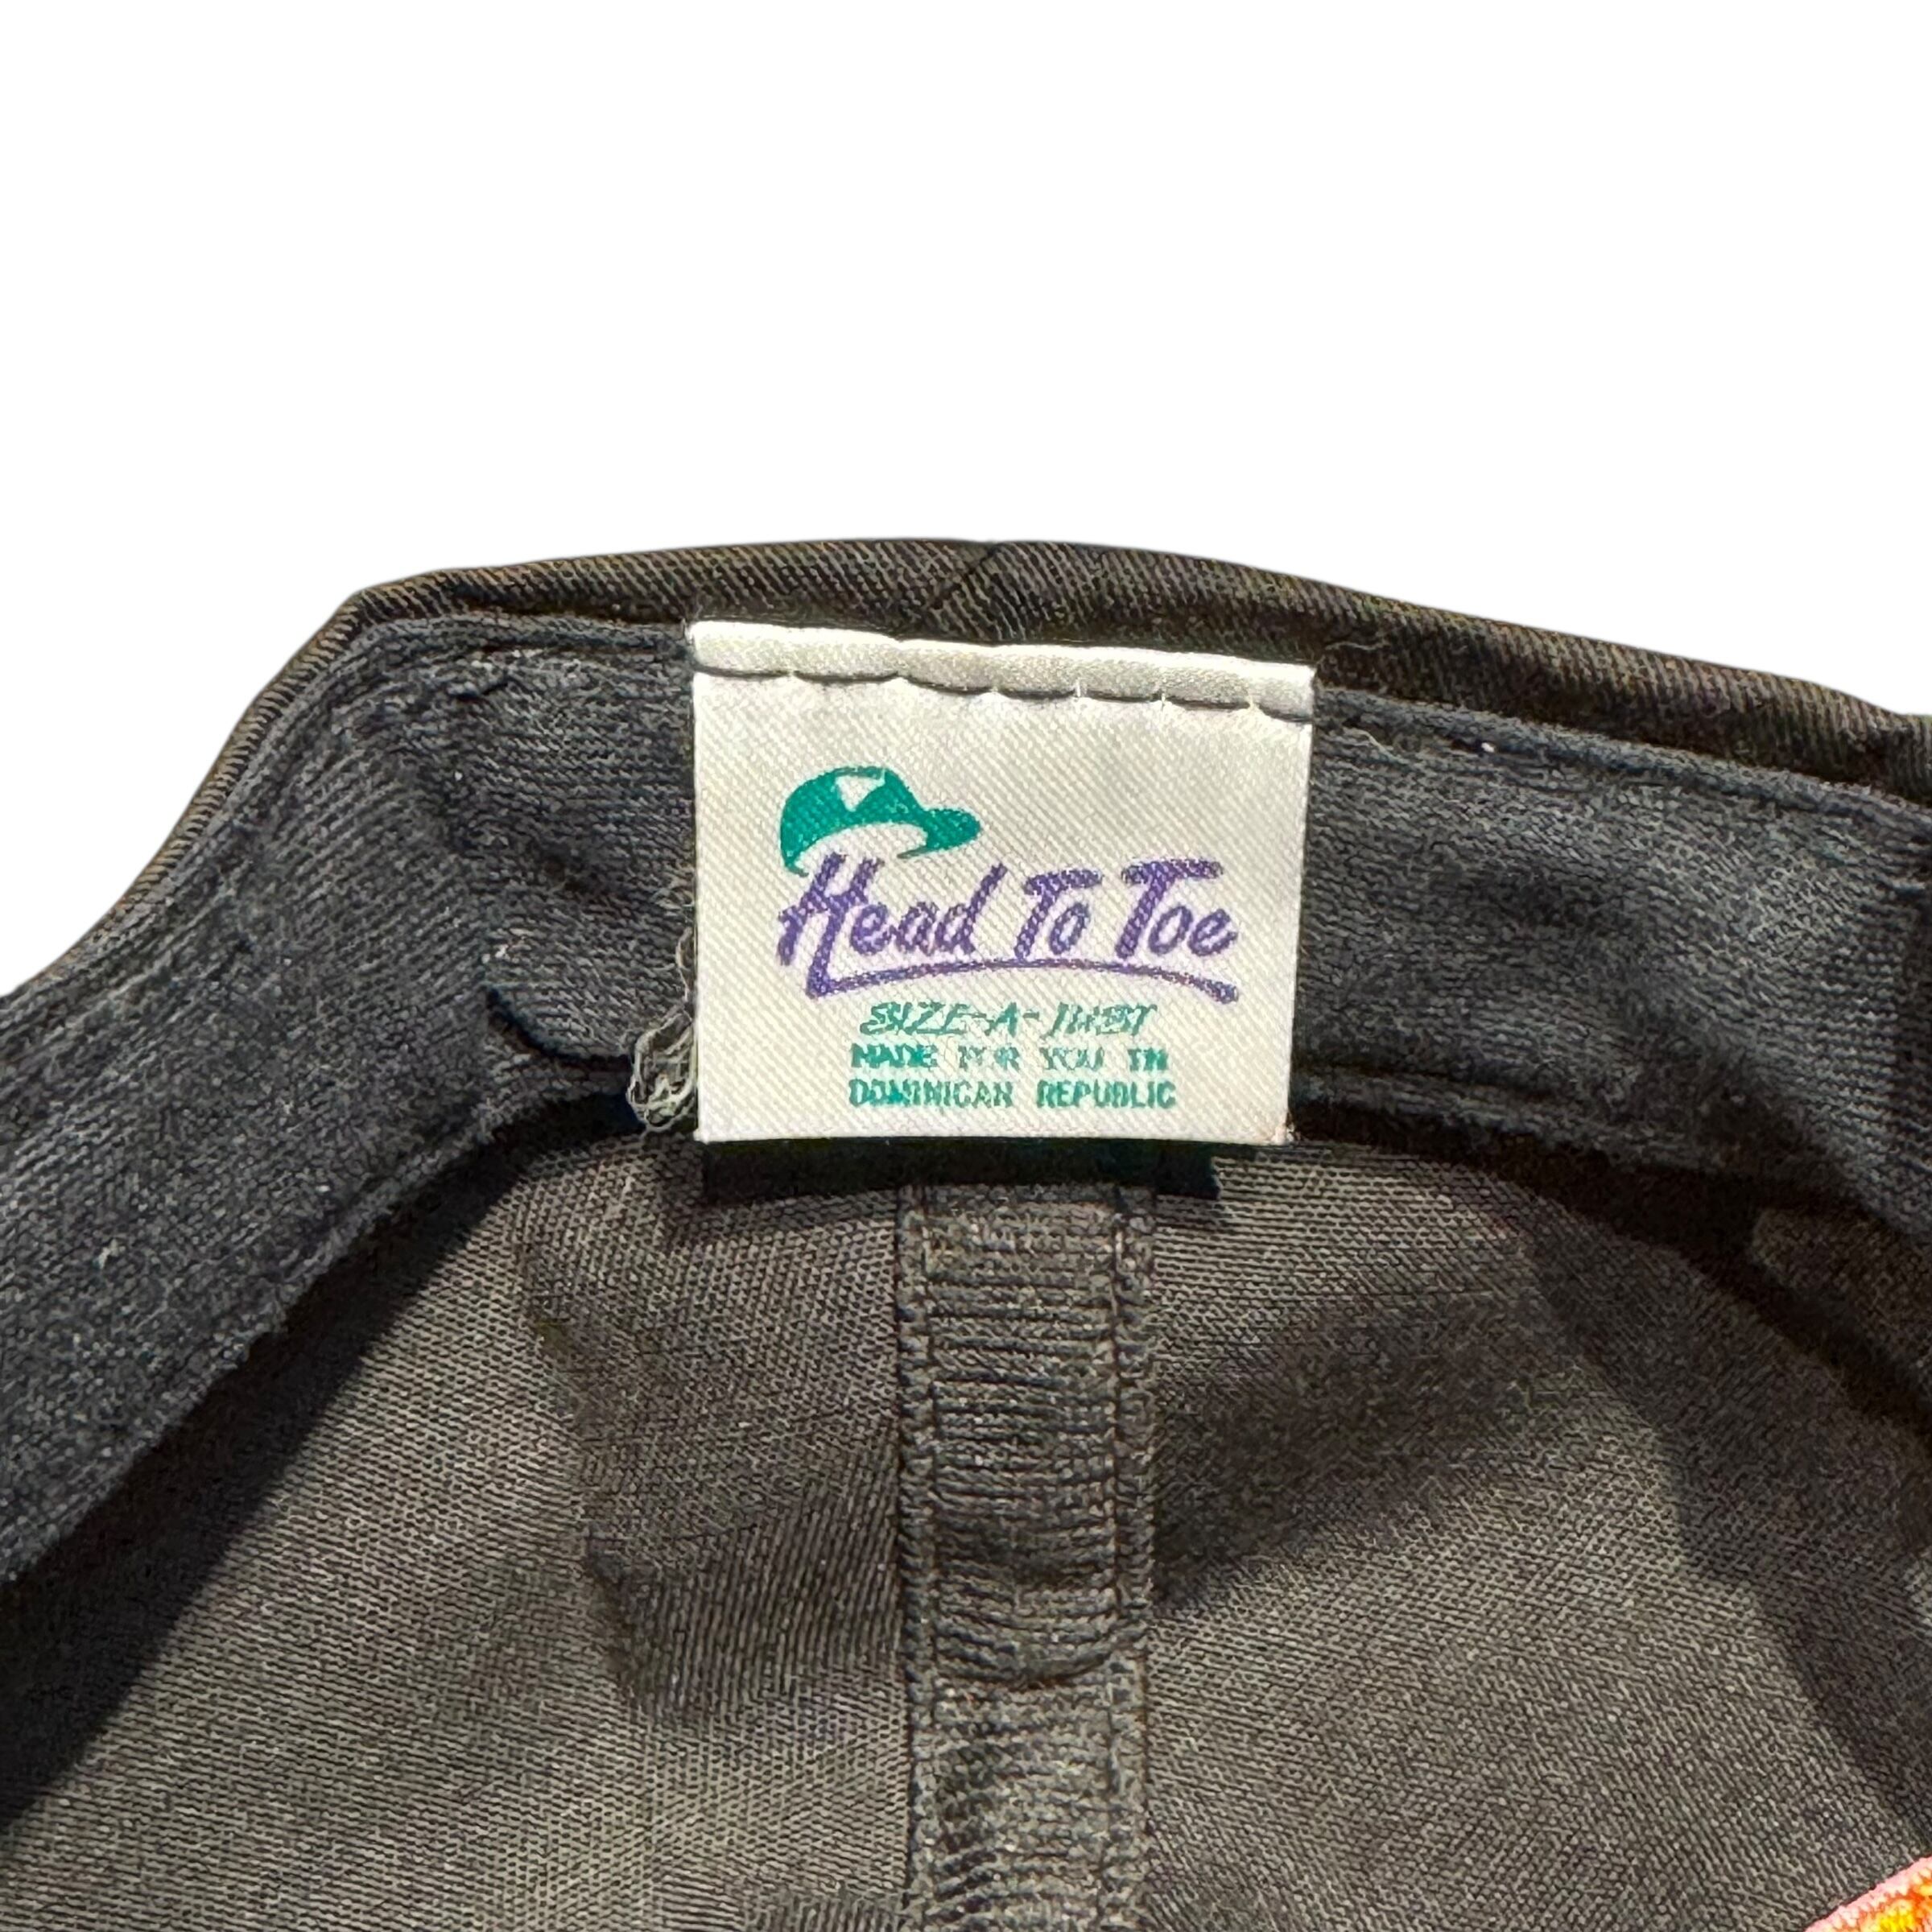 Head To Toe
SIZE-A-JUST
MADE FOR YOU IN
DOMINICAN REPUBLIC